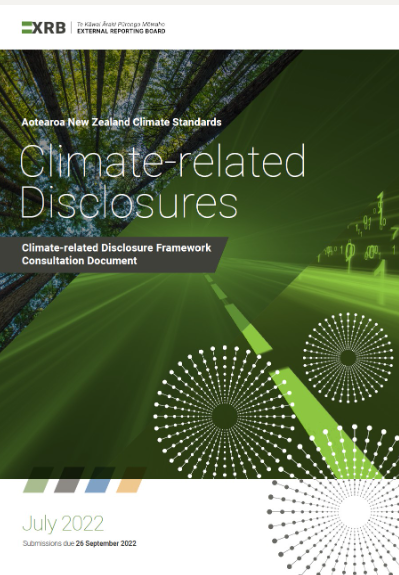 XRB
Te Kāwai Ārahi Pūrongo Mōwaho
EXTERNAL REPORTING BOARD
Aotearoa New Zealand Climate Standards
Climate-related
Disclosures
Climate-related Disclosure Framework
Consultation Document
July 2022
Submissions due 26 September 2022